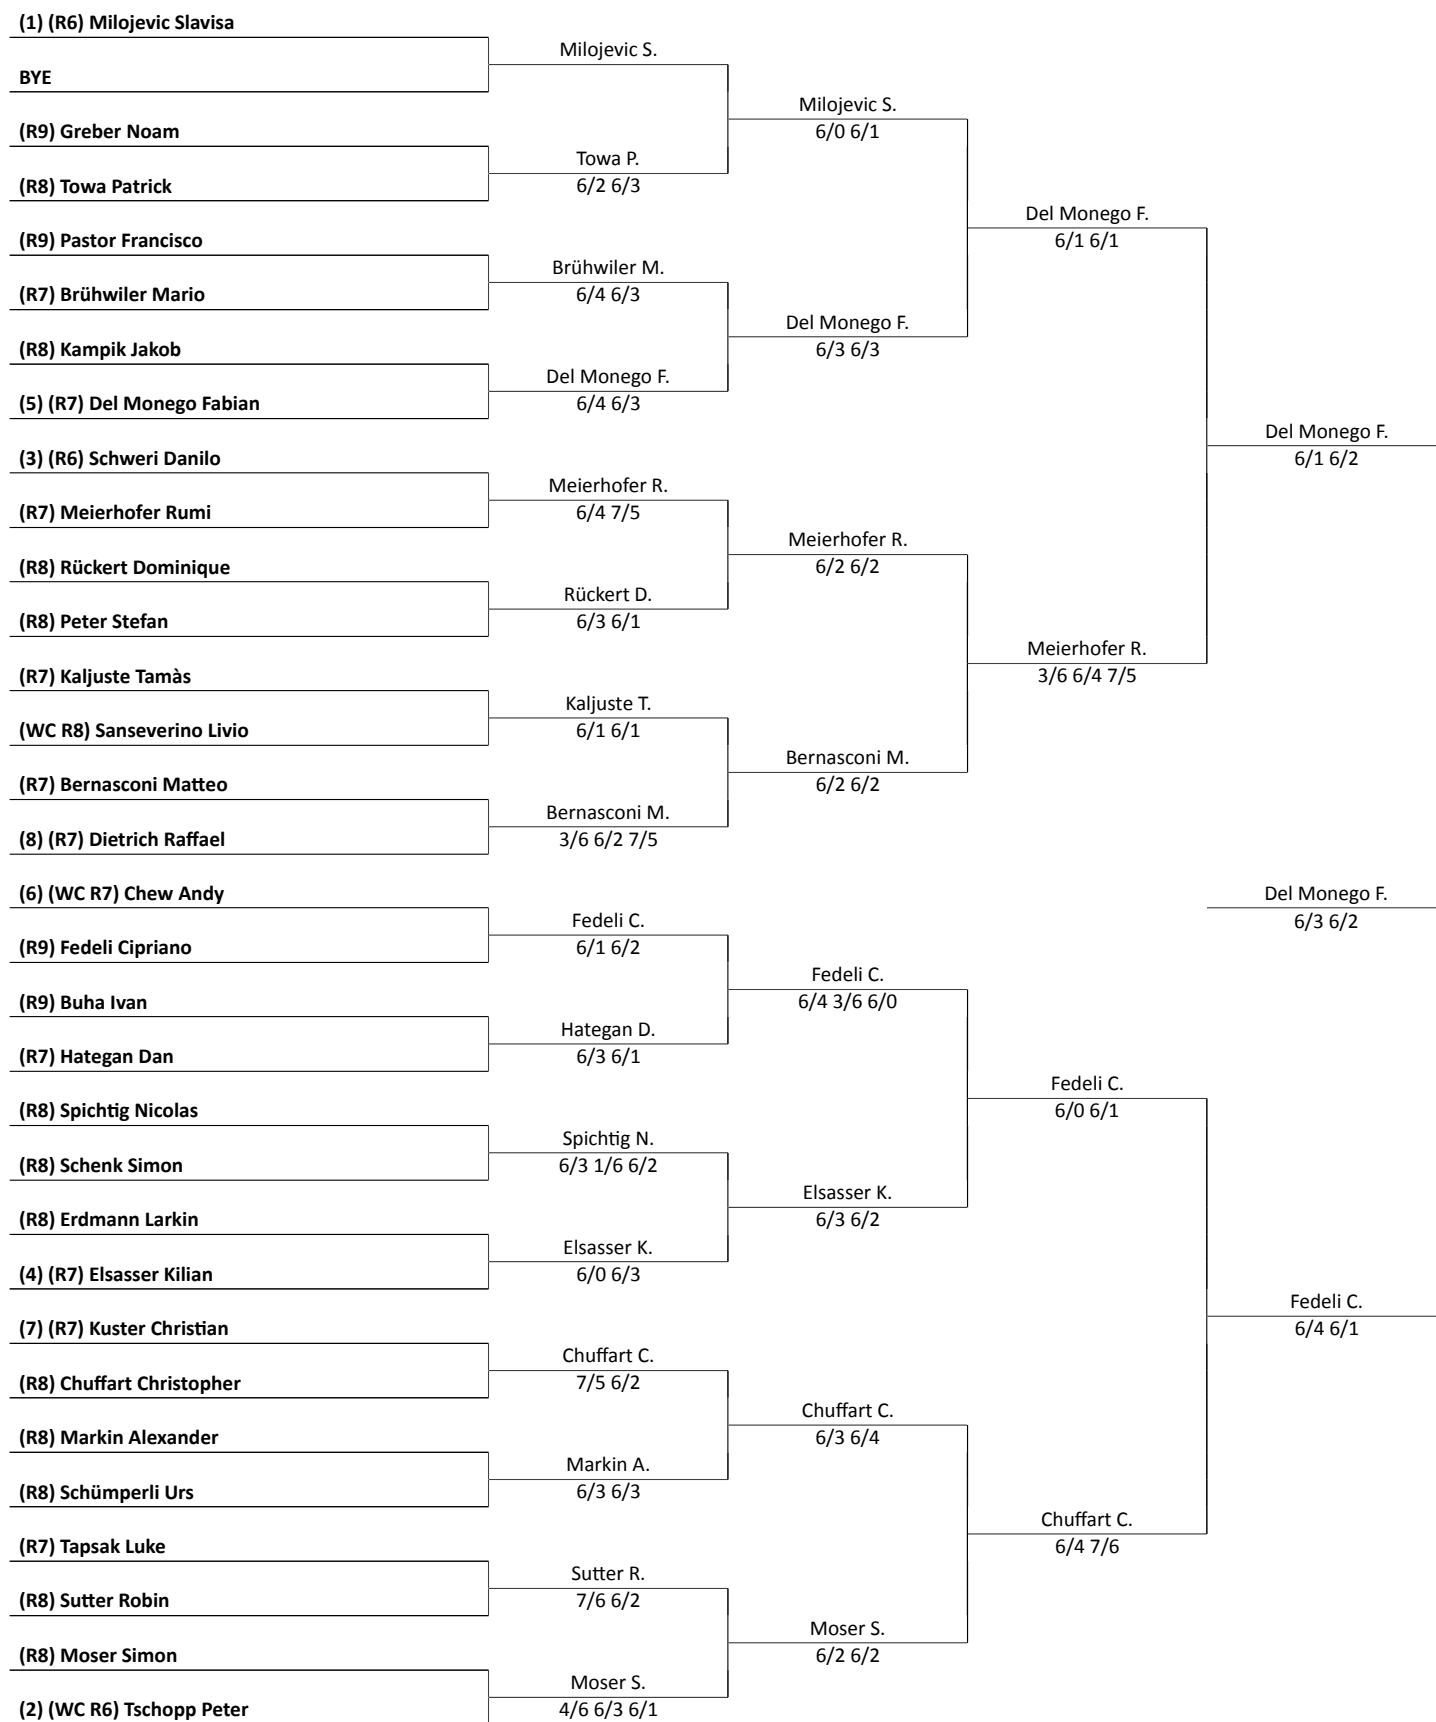 (1) (R6) Milojevic Slavisa
BYE
(R9) Greber Noam
(R8) Towa Patrick
(R9) Pastor Francisco
(R7) Brühwiler Mario
(R8) Kampik Jakob
(5) (R7) Del Monego Fabian
(3) (R6) Schweri Danilo
(R7) Meierhofer Rumi
(R8) Rückert Dominique
(R8) Peter Stefan
(R7) Kaljuste Tamàs
(WC R8) Sanseverino Livio
(R7) Bernasconi Matteo
(8) (R7) Dietrich Raffael
(6) (WC R7) Chew Andy
(R9) Fedeli Cipriano
(R9) Buha Ivan
(R7) Hategan Dan
(R8) Spichtig Nicolas
(R8) Schenk Simon
(R8) Erdmann Larkin
(4) (R7) Elsasser Kilian
(7) (R7) Kuster Christian
(R8) Chuffart Christopher
(R8) Markin Alexander
(R8) Schümperli Urs
(R7) Tapsak Luke
(R8) Sutter Robin
(R8) Moser Simon
(2) (WC R6) Tschopp Peter
Milojevic S.
Towa P.
6/2 6/3
Brühwiler M.
6/4 6/3
Del Monego F.
6/4 6/3
Meierhofer R.
6/4 7/5
Rückert D.
6/3 6/1
Kaljuste T.
6/1 6/1
Bernasconi M.
3/6 6/2 7/5
Fedeli C.
6/1 6/2
Hategan D.
6/3 6/1
Spichtig N.
6/3 1/6 6/2
Elsasser K.
6/0 6/3
Chuffart C.
7/5 6/2
Markin A.
6/3 6/3
Sutter R.
7/6 6/2
Moser S.
4/6 6/3 6/1
Milojevic S.
6/0 6/1
Del Monego F.
6/3 6/3
Meierhofer R.
6/2 6/2
Bernasconi M.
6/2 6/2
Fedeli C.
6/4 3/6 6/0
Elsasser K.
6/3 6/2
Chuffart C.
6/3 6/4
Moser S.
6/2 6/2
Del Monego F.
6/1 6/1
Meierhofer R.
3/6 6/4 7/5
Fedeli C.
6/0 6/1
Chuffart C.
6/4 7/6
Del Monego F.
6/1 6/2
Del Monego F.
6/3 6/2
Fedeli C.
6/4 6/1